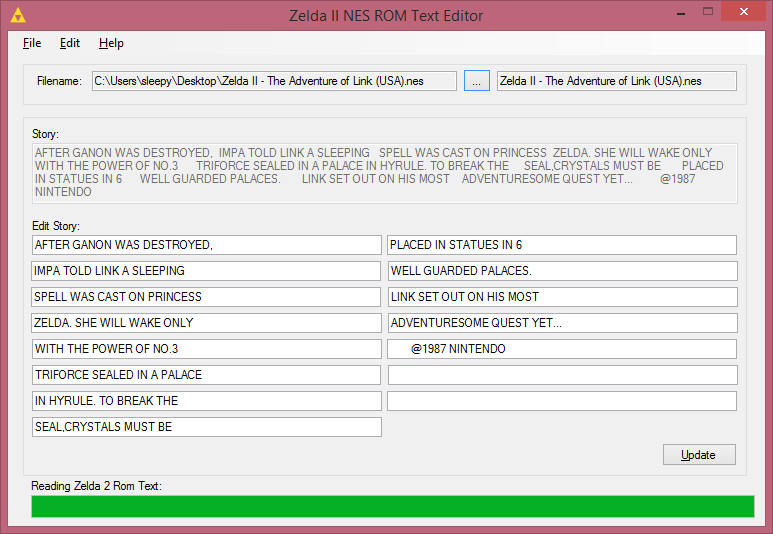 Zelda II NES ROM Text Editor
File Edit Help
Filename: C:\Users\sleepy\Desktop\Zelda II - The Adventure of Link (USA).nes ... Zelda II - The Adventure of Link (USA).nes
Story:
AFTER GANON WAS DESTROYED,  IMPA TOLD LINK A SLEEPING   SPELL WAS CAST ON PRINCESS  ZELDA. SHE WILL WAKE ONLY
WITH THE POWER OF NO.3      TRIFORCE SEALED IN A PALACE IN HYRULE. TO BREAK THE     SEAL,CRYSTALS MUST BE       PLACED
IN STATUES IN 6      WELL GUARDED PALACES.       LINK SET OUT ON HIS MOST    ADVENTURESOME QUEST YET...         @1987
NINTENDO
Edit Story:
AFTER GANON WAS DESTROYED,
IMPA TOLD LINK A SLEEPING
SPELL WAS CAST ON PRINCESS
ZELDA. SHE WILL WAKE ONLY
WITH THE POWER OF NO.3
TRIFORCE SEALED IN A PALACE
IN HYRULE. TO BREAK THE
SEAL,CRYSTALS MUST BE
PLACED IN STATUES IN 6
WELL GUARDED PALACES.
LINK SET OUT ON HIS MOST
ADVENTURESOME QUEST YET...
@1987 NINTENDO
Update
Reading Zelda 2 Rom Text: